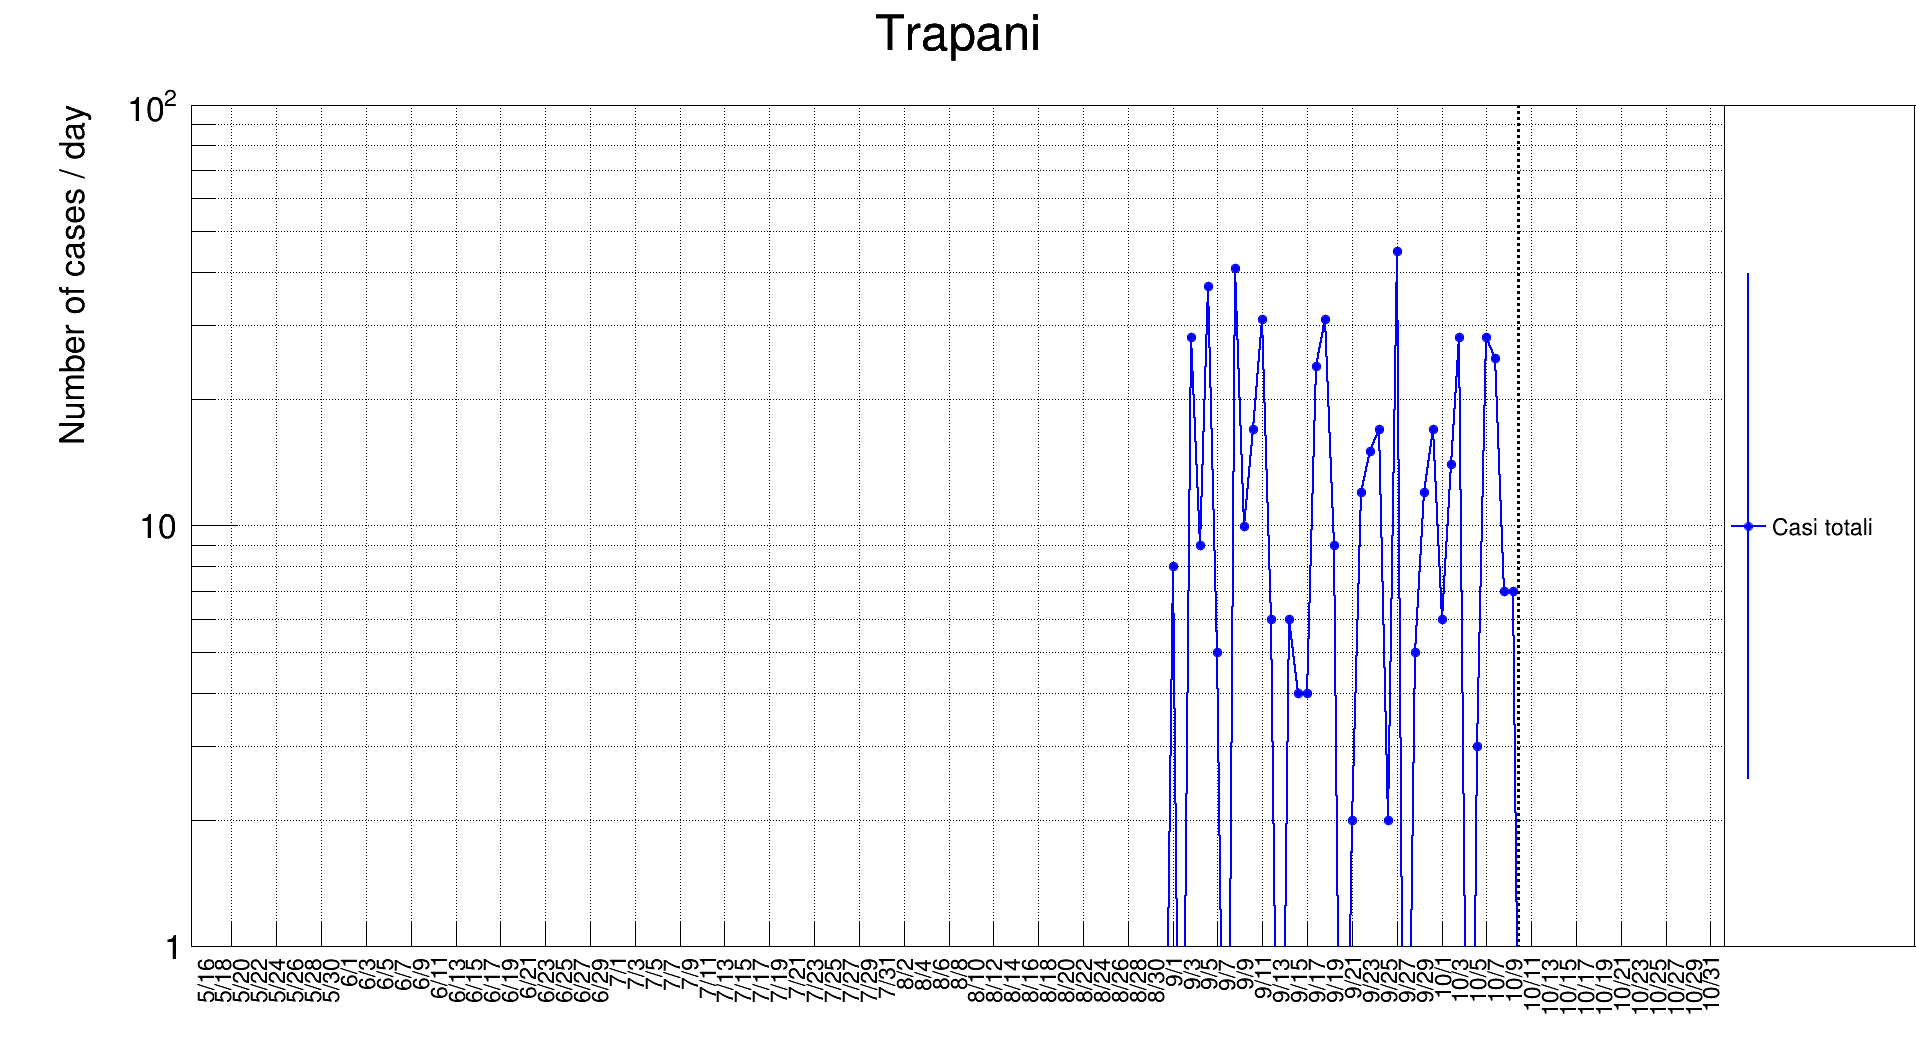 Trapani
Number of cases / day
10²
10
1
5/16 5/18 5/20 5/22 5/24 5/26 5/28 5/30 6/1 6/3 6/5 6/7 6/9 6/11 6/13 6/15 6/17 6/19 6/21 6/23 6/25 6/27 6/29 7/1 7/3 7/5 7/7 7/9 7/11 7/13 7/15 7/17 7/19 7/21 7/23 7/25 7/27 7/29 7/31 8/2 8/4 8/6 8/8 8/10 8/12 8/14 8/16 8/18 8/20 8/22 8/24 8/26 8/28 8/30 9/1 9/3 9/5 9/7 9/9 9/11 9/13 9/15 9/17 9/19 9/21 9/23 9/25 9/27 9/29 10/1 10/3 10/5 10/7 10/9 10/11 10/13 10/15 10/17 10/19 10/21 10/23 10/25 10/27 10/29 10/31
Casi totali